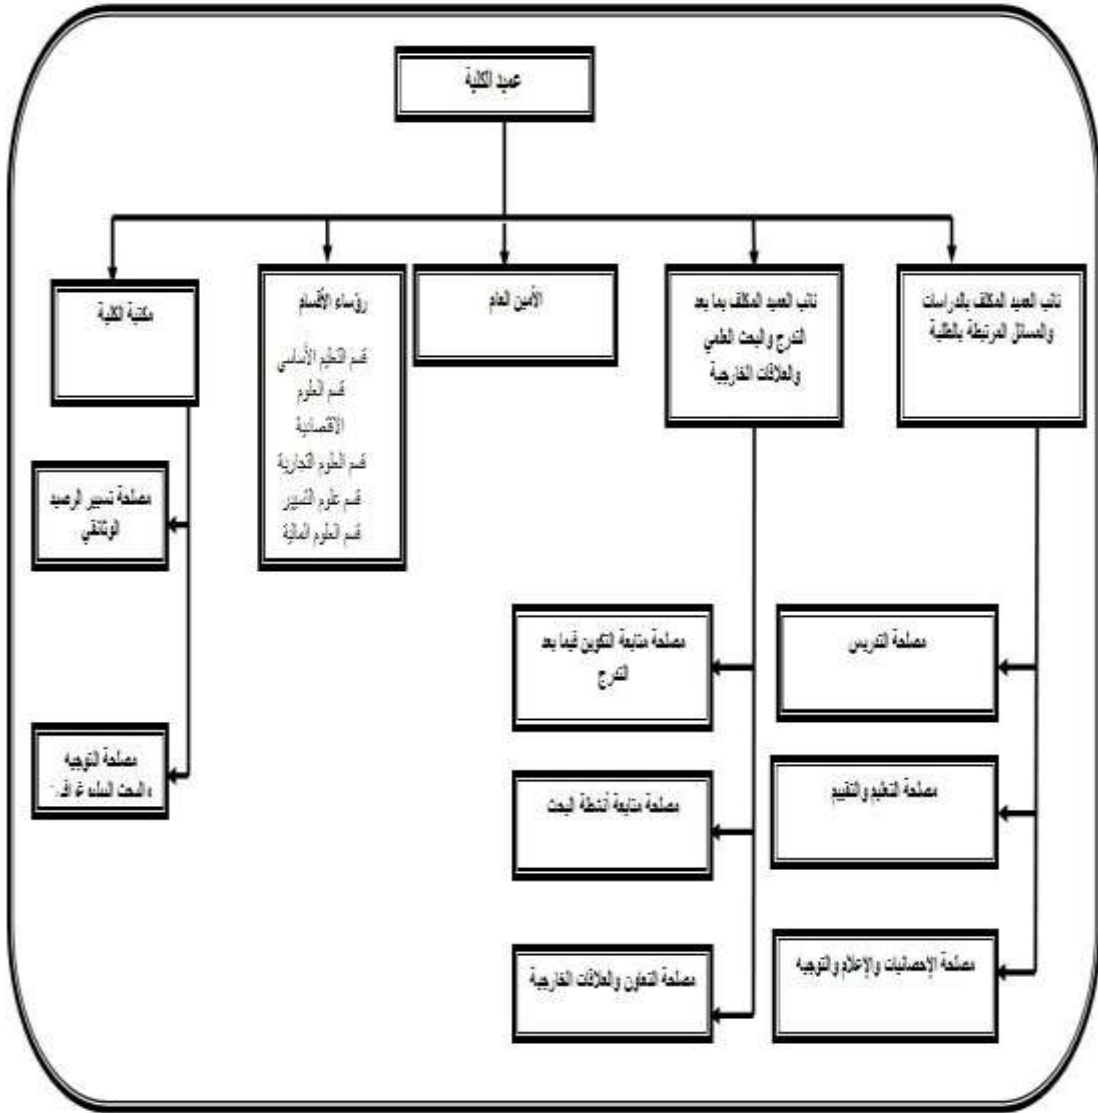 عميد الكلية
نائب العميد المكلف بالدراسات
والمسائل المرتبطة بالطلبة
نائب العميد المكلف بما بعد
التدرج والبحث العلمي
والعلاقات الخارجية
الأمين العام
رؤساء الأقسام
قسم التعليم الأساسي
قسم العلوم
الاقتصادية
قسم العلوم التجارية
قسم علوم التسيير
قسم العلوم المالية
مكتبة الكلية
مصلحة التدريس
مصلحة التعليم والتقييم
مصلحة الإحصائيات والإعلام والتوجيه
مصلحة متابعة التكوين فيما بعد
التدرج
مصلحة متابعة أنشطة البحث
مصلحة التعاون والعلاقات الخارجية
مصلحة تسيير الرصيد
الوثائقي
مصلحة التوجيه
والبحث